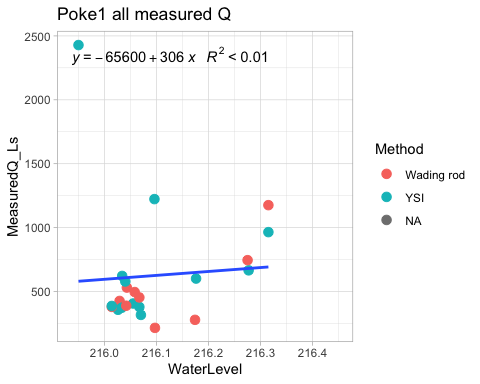 Poke1 all measured Q
y = −65600 + 306 x R² < 0.01
2500
2000
1500
1000
500
MeasuredQ_Ls
216.0 216.1 216.2 216.3 216.4
WaterLevel
Method
Wading rod
YSI
NA